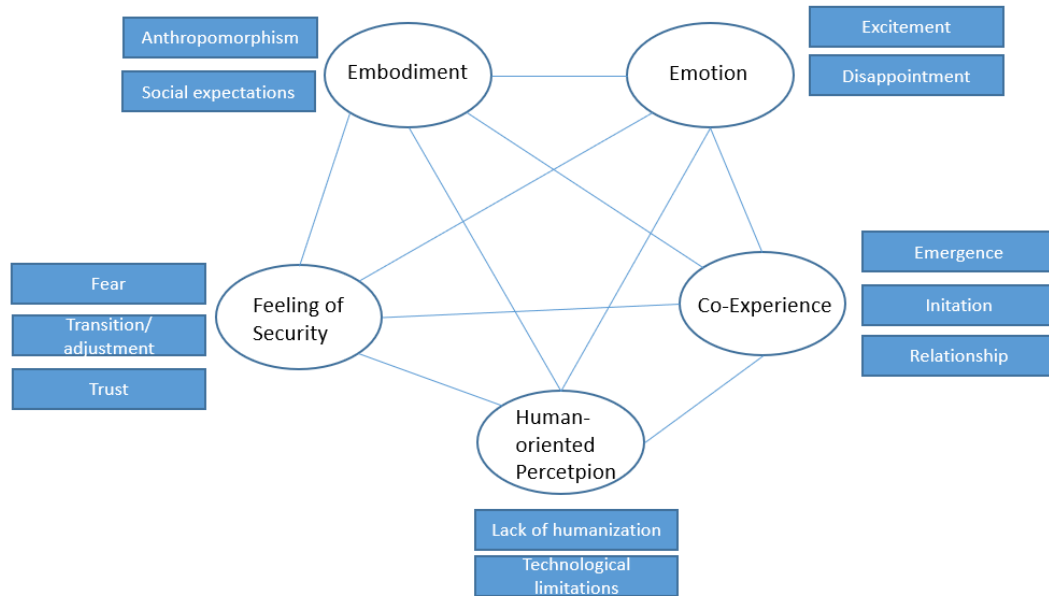 Anthropomorphism
Social expectations
Embodiment
Emotion
Excitement
Disappointment
Fear
Transition/
adjustment
Trust
Feeling of
Security
Co-Experience
Emergence
Initation
Relationship
Human-
oriented
Percetpion
Lack of humanization
Technological
limitations